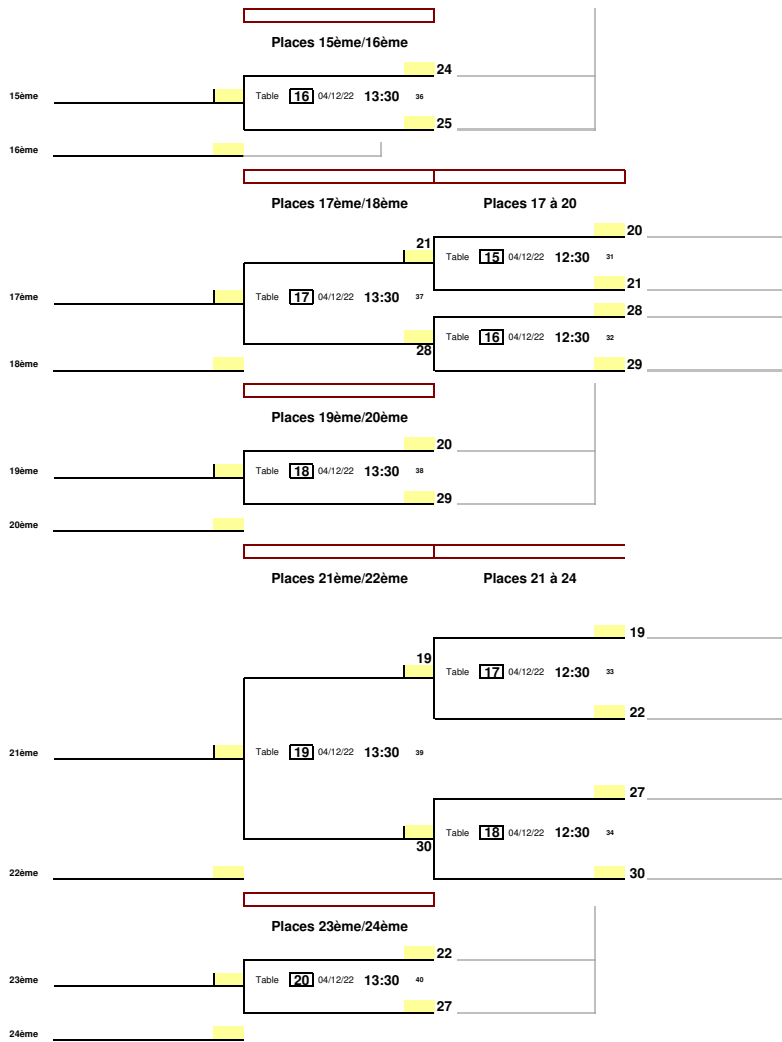 Places 15ème/16ème
24
15ème Table 16 04/12/22 13:30 36
25
16ème
Places 17ème/18ème Places 17 à 20
20
21 Table 15 04/12/22 12:30 31
21
17ème Table 17 04/12/22 13:30 37
28
Table 16 04/12/22 12:30 32
28
18ème 29
Places 19ème/20ème
20
19ème Table 18 04/12/22 13:30 38
29
20ème
Places 21ème/22ème Places 21 à 24
19
19
Table 17 04/12/22 12:30 33
22
21ème Table 19 04/12/22 13:30 39
27
Table 18 04/12/22 12:30 34
30
22ème 30
Places 23ème/24ème
22
23ème Table 20 04/12/22 13:30 40
27
24ème